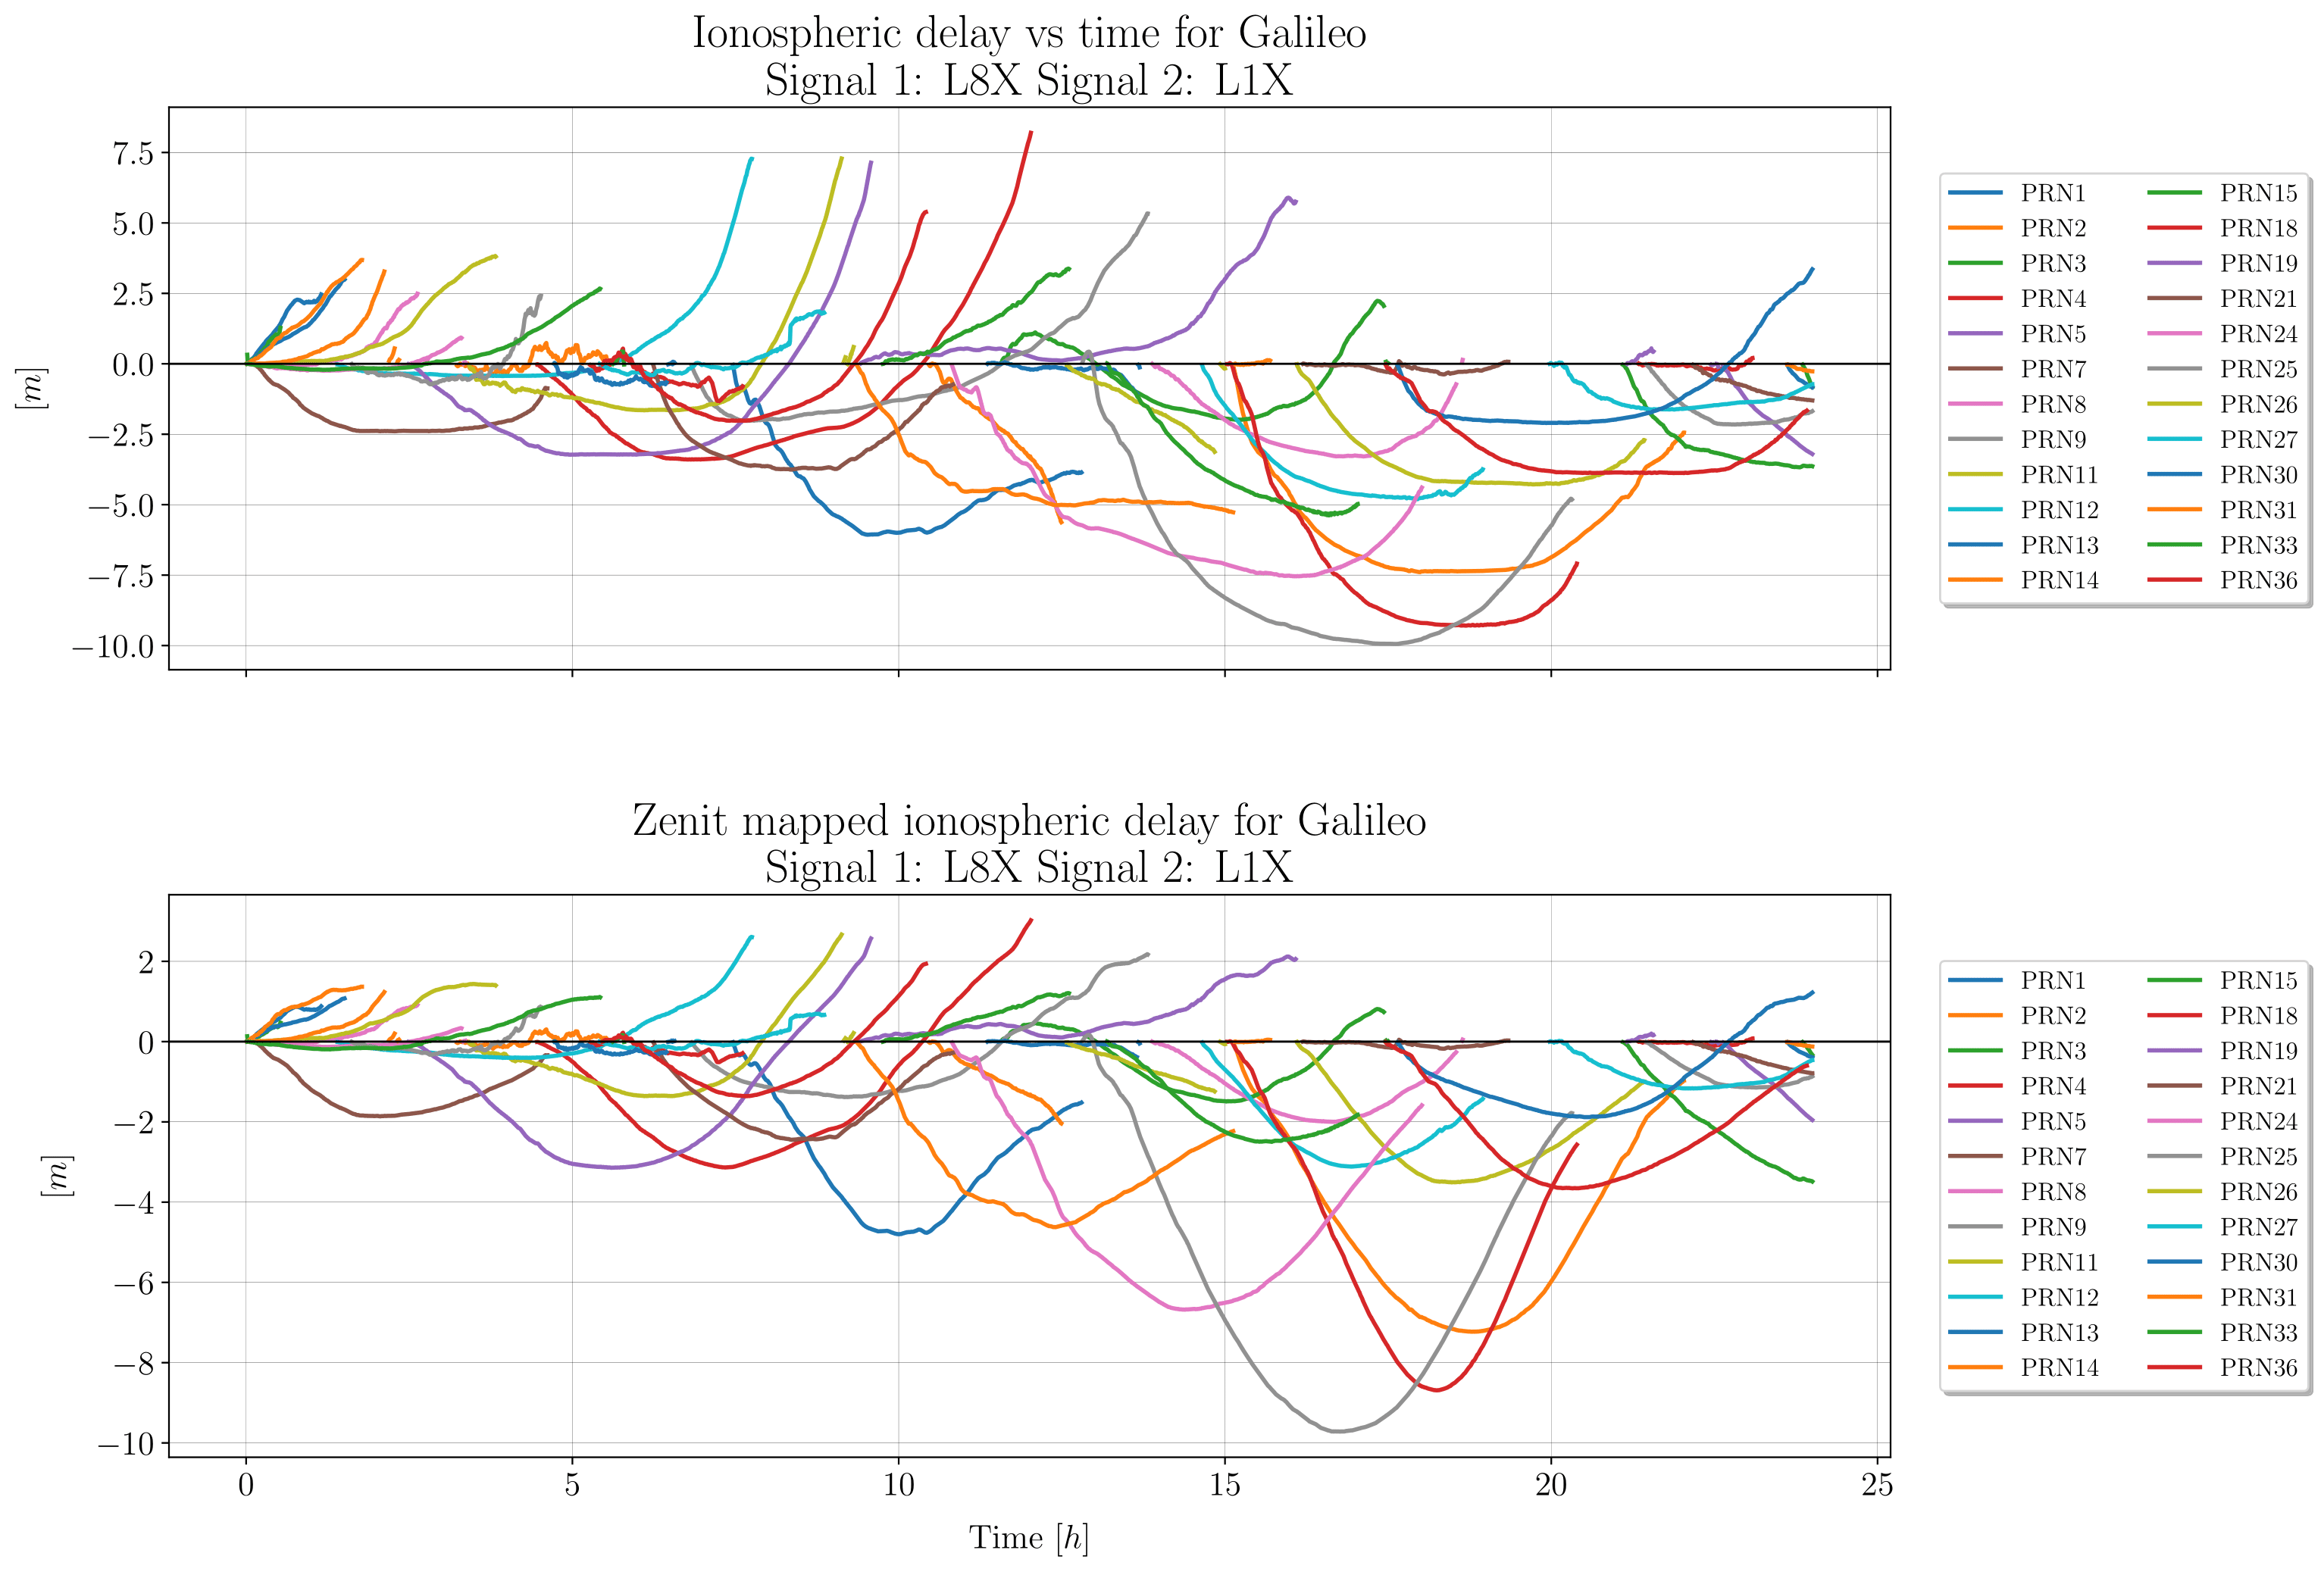 Ionospheric delay vs time for Galileo
Signal 1: L8X Signal 2: L1X
7.5
5.0
2.5
0.0
−2.5
−5.0
−7.5
−10.0
[m]
PRN1 PRN15
PRN2 PRN18
PRN3 PRN19
PRN4 PRN21
PRN5 PRN24
PRN7 PRN25
PRN8 PRN26
PRN9 PRN27
PRN11 PRN30
PRN12 PRN31
PRN13 PRN33
PRN14 PRN36
Zenit mapped ionospheric delay for Galileo
Signal 1: L8X Signal 2: L1X
2
0
−2
−4
−6
−8
−10
[m]
0 5 10 15 20 25
Time [h]
PRN1 PRN15
PRN2 PRN18
PRN3 PRN19
PRN4 PRN21
PRN5 PRN24
PRN7 PRN25
PRN8 PRN26
PRN9 PRN27
PRN11 PRN30
PRN12 PRN31
PRN13 PRN33
PRN14 PRN36